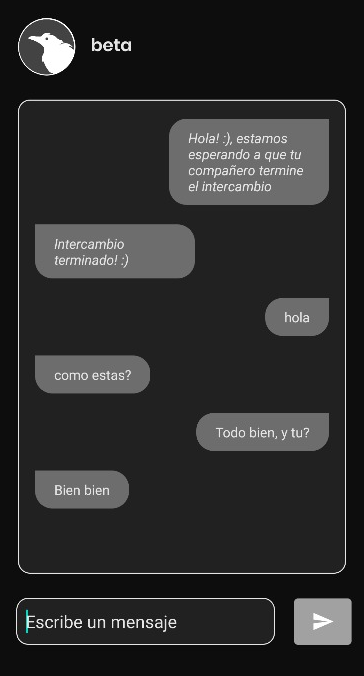 beta
Hola! :), estamos
esperando a que tu
compañero termine
el intercambio
Intercambio
terminado! :)
hola
como estas?
Todo bien, y tu?
Bien bien
Escribe un mensaje